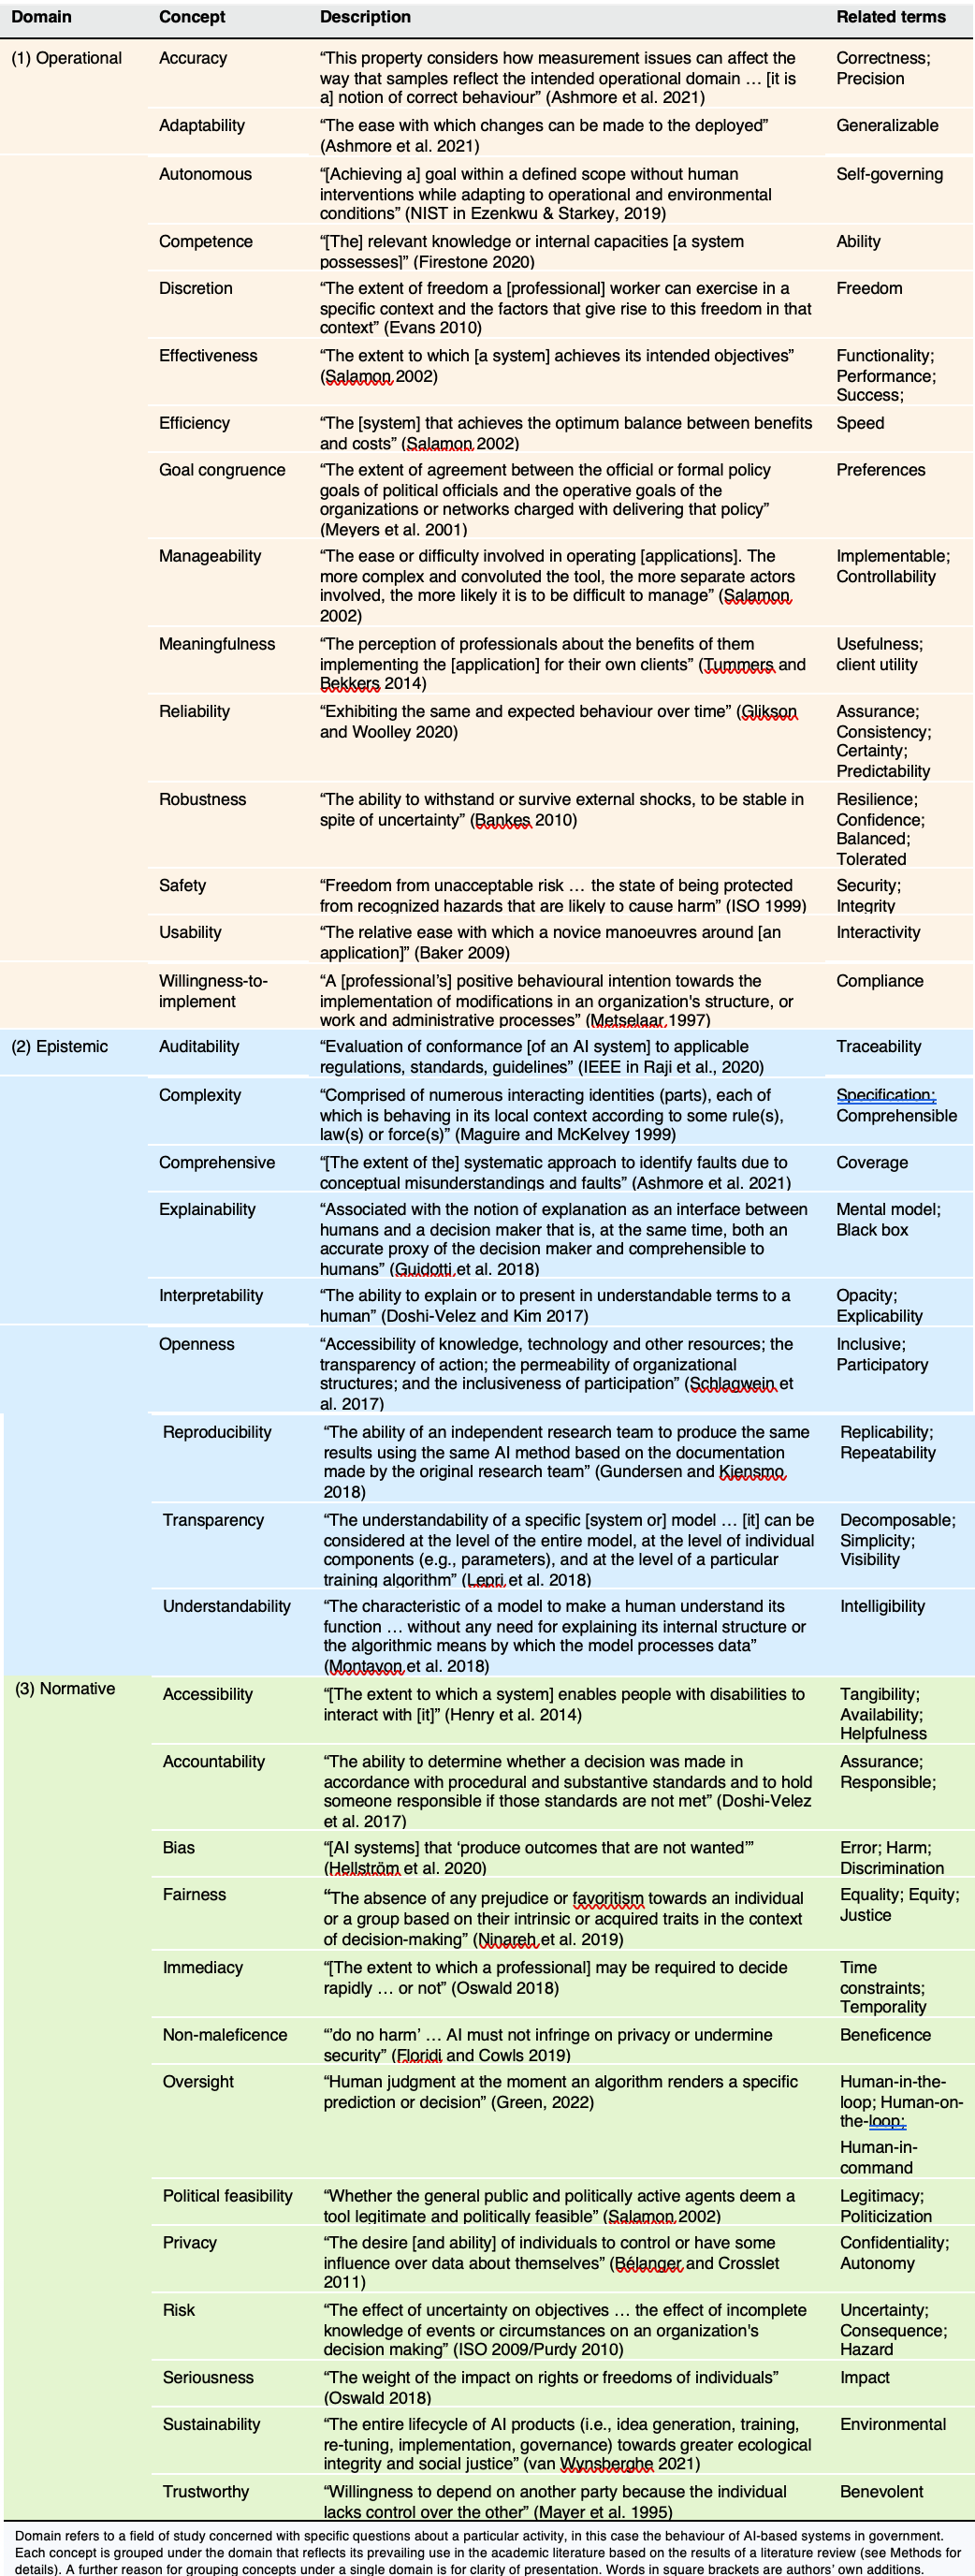 Domain Concept Description Related terms
(1) Operational Accuracy “This property considers how measurement issues can affect the Correctness;
way that samples reflect the intended operational domain … [it is Precision
a] notion of correct behaviour” (Ashmore et al. 2021)
Adaptability “The ease with which changes can be made to the deployed” Generalizable
(Ashmore et al. 2021)
Autonomous “[Achieving a] goal within a defined scope without human Self-governing
interventions while adapting to operational and environmental
conditions” (NIST in Ezenkwu & Starkey, 2019)
Competence “[The] relevant knowledge or internal capacities [a system Ability
possesses]” (Firestone 2020)
Discretion “The extent of freedom a [professional] worker can exercise in a Freedom
specific context and the factors that give rise to this freedom in that
context” (Evans 2010)
Effectiveness “The extent to which [a system] achieves its intended objectives” Functionality;
(Salamon 2002) Performance;
Success;
Efficiency “The [system] that achieves the optimum balance between benefits Speed
and costs” (Salamon 2002)
Goal congruence “The extent of agreement between the official or formal policy Preferences
goals of political officials and the operative goals of the
organizations or networks charged with delivering that policy”
(Meyers et al. 2001)
Manageability “The ease or difficulty involved in operating [applications]. The Implementable;
more complex and convoluted the tool, the more separate actors Controllability
involved, the more likely it is to be difficult to manage” (Salamon
2002)
Meaningfulness “The perception of professionals about the benefits of them Usefulness;
implementing the [application] for their own clients” (Tummers and client utility
Bekkers 2014)
Reliability “Exhibiting the same and expected behaviour over time” (Glikson Assurance;
and Woolley 2020) Consistency;
Certainty;
Predictability
Robustness “The ability to withstand or survive external shocks, to be stable in Resilience;
spite of uncertainty” (Bankes 2010) Confidence;
Balanced;
Tolerated
Safety “Freedom from unacceptable risk … the state of being protected Security;
from recognized hazards that are likely to cause harm” (ISO 1999) Integrity
Usability “The relative ease with which a novice manoeuvres around [an Interactivity
application]” (Baker 2009)
Willingness-to- “A [professional’s] positive behavioural intention towards the Compliance
implement implementation of modifications in an organization's structure, or
work and administrative processes” (Metselaar 1997)
(2) Epistemic Auditability “Evaluation of conformance [of an AI system] to applicable Traceability
regulations, standards, guidelines” (IEEE in Raji et al., 2020)
Complexity “Comprised of numerous interacting identities (parts), each of Specification;
which is behaving in its local context according to some rule(s), Comprehensible
law(s) or force(s)” (Maguire and McKelvey 1999)
Comprehensive “[The extent of the] systematic approach to identify faults due to Coverage
conceptual misunderstandings and faults” (Ashmore et al. 2021)
Explainability “Associated with the notion of explanation as an interface between Mental model;
humans and a decision maker that is, at the same time, both an Black box
accurate proxy of the decision maker and comprehensible to
humans” (Guidotti et al. 2018)
Interpretability “The ability to explain or to present in understandable terms to a Opacity;
human” (Doshi-Velez and Kim 2017) Explicability
Openness “Accessibility of knowledge, technology and other resources; the Inclusive;
transparency of action; the permeability of organizational Participatory
structures; and the inclusiveness of participation” (Schlagwein et
al. 2017)
Reproducibility “The ability of an independent research team to produce the same Replicability;
results using the same AI method based on the documentation Repeatability
made by the original research team” (Gundersen and Kjensmo
2018)
Transparency “The understandability of a specific [system or] model … [it] can be Decomposable;
considered at the level of the entire model, at the level of individual Simplicity;
components (e.g., parameters), and at the level of a particular Visibility
training algorithm” (Lepri et al. 2018)
Understandability “The characteristic of a model to make a human understand its Intelligibility
function … without any need for explaining its internal structure or
the algorithmic means by which the model processes data”
(Montavon et al. 2018)
(3) Normative Accessibility “[The extent to which a system] enables people with disabilities to Tangibility;
interact with [it]” (Henry et al. 2014) Availability;
Helpfulness
Accountability “The ability to determine whether a decision was made in Assurance;
accordance with procedural and substantive standards and to hold Responsible;
someone responsible if those standards are not met” (Doshi-Velez
et al. 2017)
Bias “[AI systems] that ‘produce outcomes that are not wanted’” Error; Harm;
(Hellström et al. 2020) Discrimination
Fairness “The absence of any prejudice or favoritism towards an individual Equality; Equity;
or a group based on their intrinsic or acquired traits in the context Justice
of decision-making” (Ninareh et al. 2019)
Immediacy “[The extent to which a professional] may be required to decide Time
rapidly … or not” (Oswald 2018) constraints;
Temporality
Non-maleficence “’do no harm’ … AI must not infringe on privacy or undermine Beneficence
security” (Floridi and Cowls 2019)
Oversight “Human judgment at the moment an algorithm renders a specific Human-in-the-
prediction or decision” (Green, 2022) loop; Human-on-
the-loop;
Human-in-
command
Political feasibility “Whether the general public and politically active agents deem a Legitimacy;
tool legitimate and politically feasible” (Salamon 2002) Politicization
Privacy “The desire [and ability] of individuals to control or have some Confidentiality;
influence over data about themselves” (Bélanger and Crosslet Autonomy
2011)
Risk “The effect of uncertainty on objectives … the effect of incomplete Uncertainty;
knowledge of events or circumstances on an organization's Consequence;
decision making” (ISO 2009/Purdy 2010) Hazard
Seriousness “The weight of the impact on rights or freedoms of individuals” Impact
(Oswald 2018)
Sustainability “The entire lifecycle of AI products (i.e., idea generation, training, Environmental
re-tuning, implementation, governance) towards greater ecological
integrity and social justice” (van Wynsberghe 2021)
Trustworthy “Willingness to depend on another party because the individual Benevolent
lacks control over the other” (Mayer et al. 1995)
Domain refers to a field of study concerned with specific questions about a particular activity, in this case the behaviour of AI-based systems in government.
Each concept is grouped under the domain that reflects its prevailing use in the academic literature based on the results of a literature review (see Methods for
details). A further reason for grouping concepts under a single domain is for clarity of presentation. Words in square brackets are authors’ own additions.